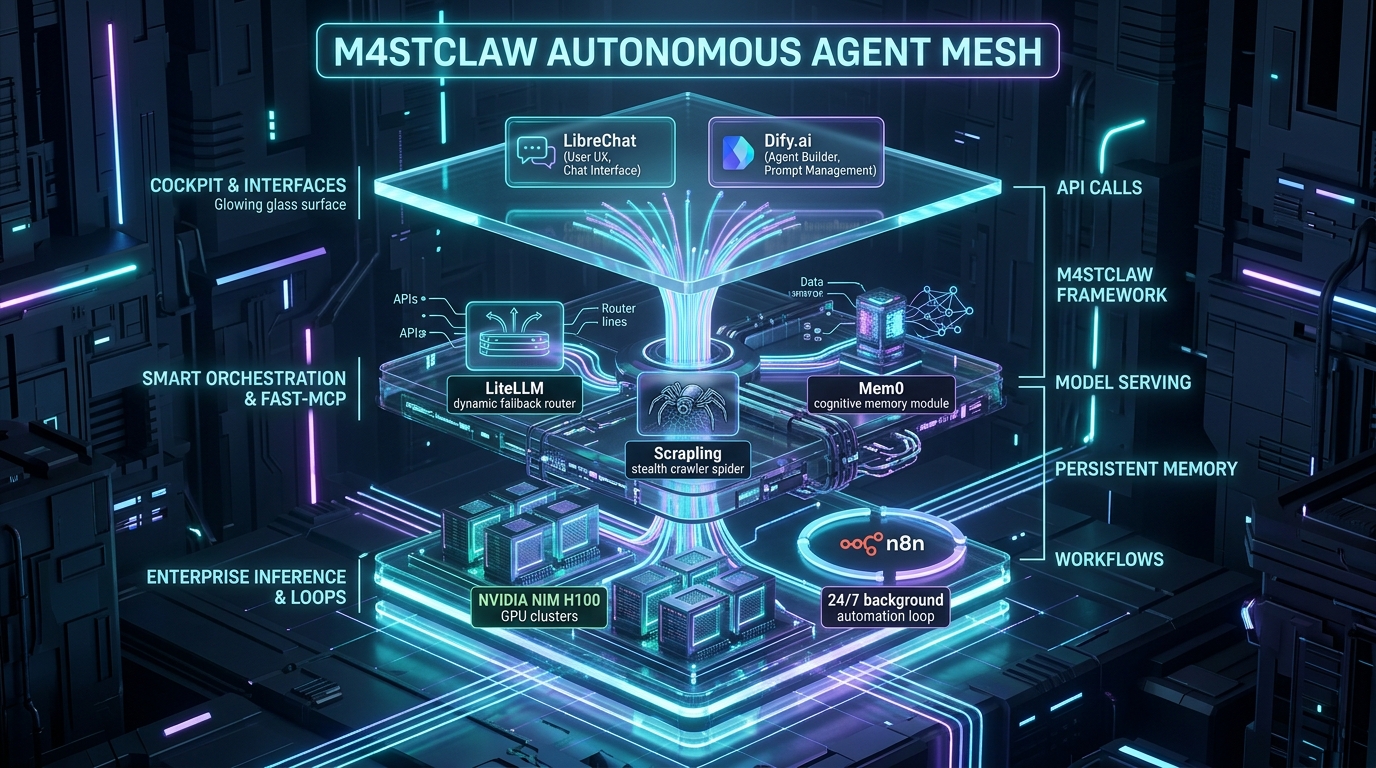 M4STCLAW AUTONOMOUS AGENT MESH
LibreChat
(User UX,
Chat Interface)
Dify.ai
(Agent Builder,
Prompt Management)
COCKPIT & INTERFACES
Glowing glass surface
API CALLS
M4STCLAW
FRAMEWORK
APIs
APIs
Router
lines
Data
LiteLLM
dynamic failback router
Mem0
cognitive memory module
SMART ORCHESTRATION
& FAST-MCP
MODEL SERVING
Scrapling
stealth crawler spider
PERSISTENT MEMORY
n8n
WORKFLOWS
ENTERPRISE INFERENCE
& LOOPS
NVIDIA NIM H100
GPU clusters
24/7 background
automation loop